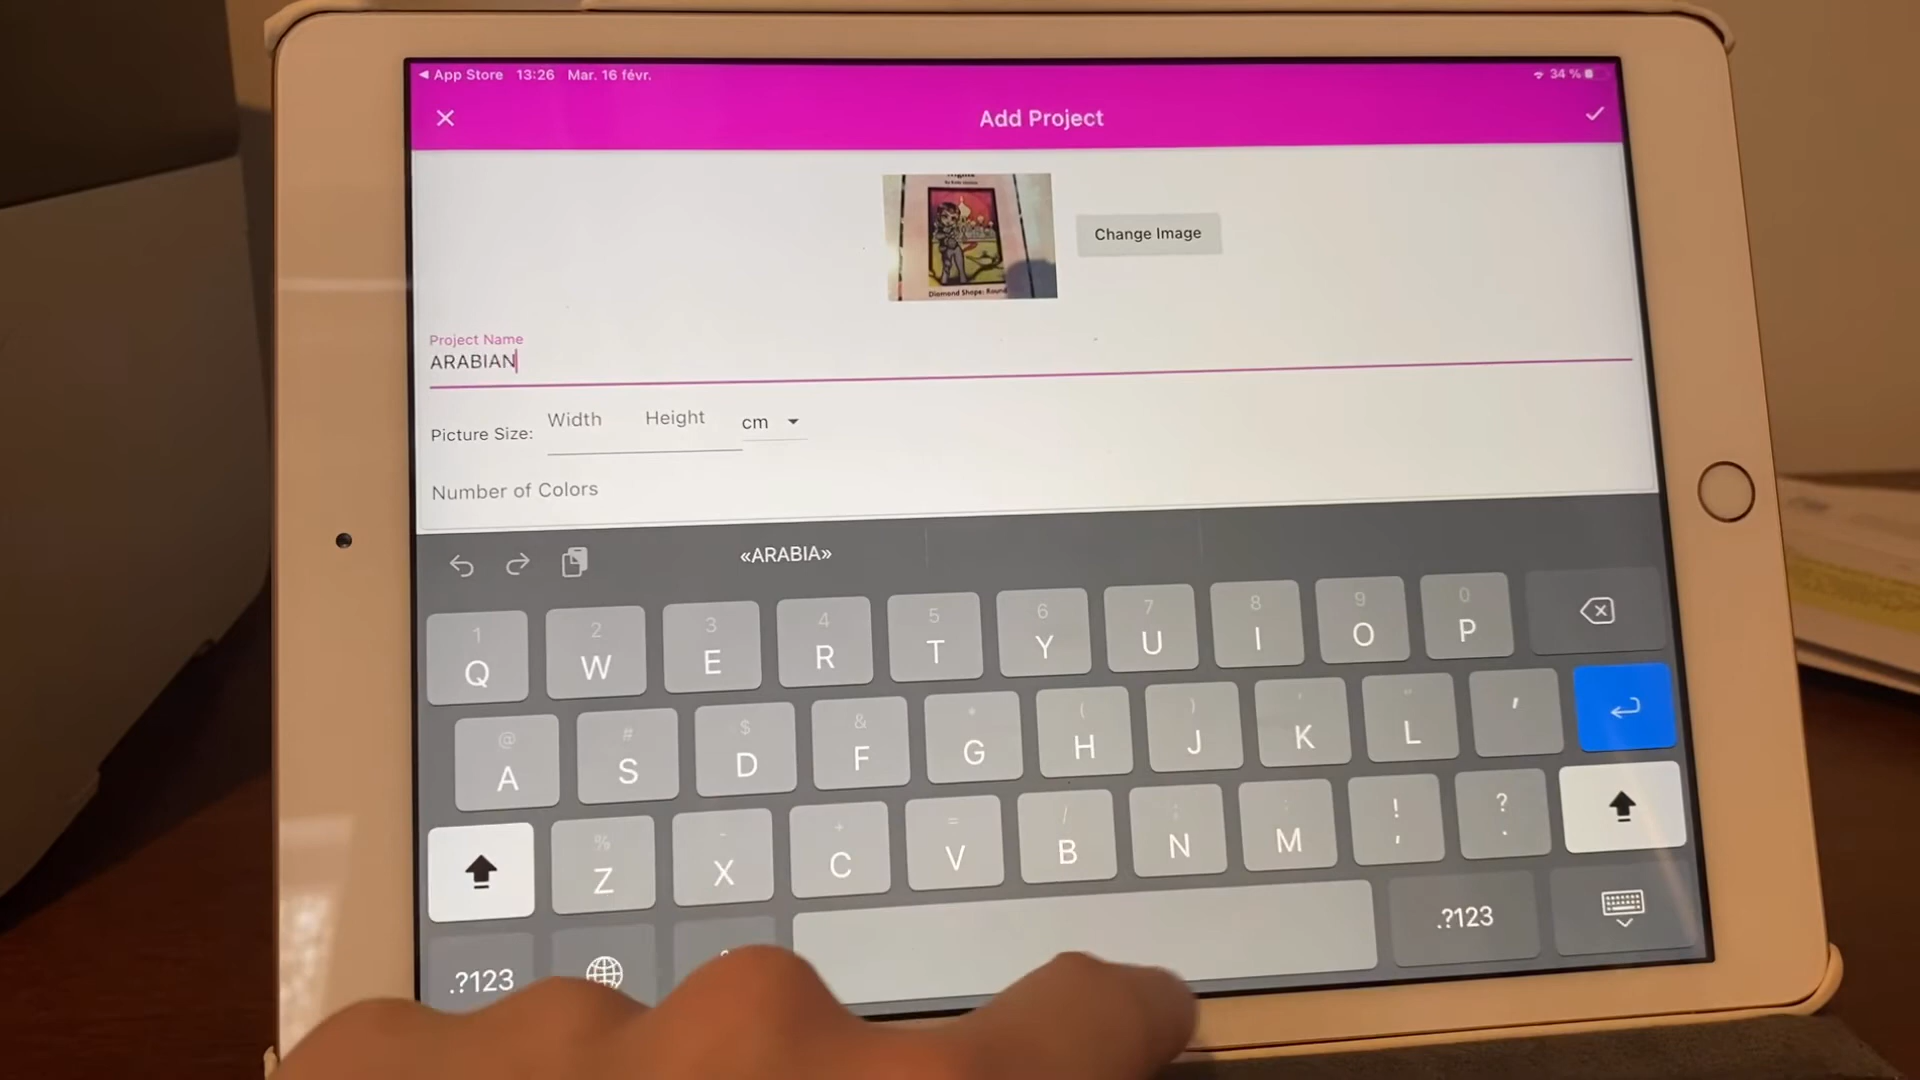 App Store 13:26 Mar. 16 févr. 34 %
Add Project
Nights
Diamond Shape: Round
Change Image
Project Name
ARABIAN
Picture Size: Width Height cm
Number of Colors
«ARABIA»
1 2 3 4 5 6 7 8 9 0
Q W E R T Y U I O P
@ # $ & * ( ) ' "
A S D F G H J K L '
% - + = / ; : ! ?
Z X C V B N M , .
.?123 .?123